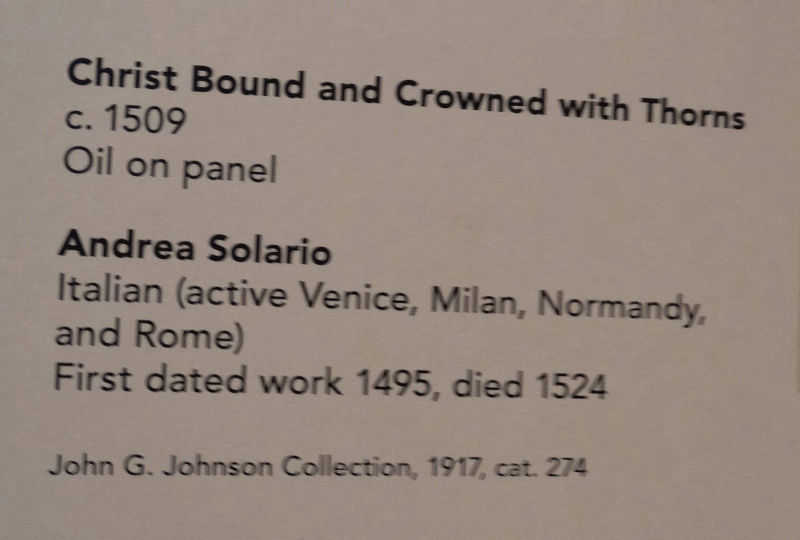 Christ Bound and Crowned with Thorns
c. 1509
Oil on panel
Andrea Solario
Italian (active Venice, Milan, Normandy,
and Rome)
First dated work 1495, died 1524
John G. Johnson Collection, 1917, cat. 274